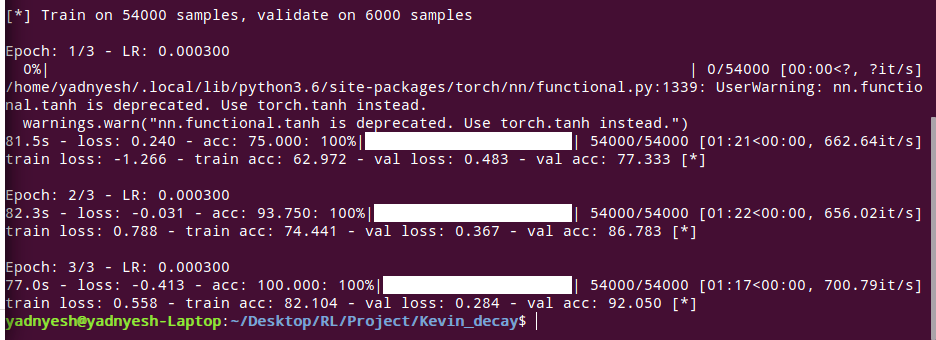 [*] Train on 54000 samples, validate on 6000 samples
Epoch: 1/3 - LR: 0.000300
0%| | 0/54000 [00:00<?, ?it/s]
/home/yadnyesh/.local/lib/python3.6/site-packages/torch/nn/functional.py:1339: UserWarning: nn.functio
nal.tanh is deprecated. Use torch.tanh instead.
warnings.warn("nn.functional.tanh is deprecated. Use torch.tanh instead.")
81.5s - loss: 0.240 - acc: 75.000: 100%| | 54000/54000 [01:21<00:00, 662.64it/s]
train loss: -1.266 - train acc: 62.972 - val loss: 0.483 - val acc: 77.333 [*]
Epoch: 2/3 - LR: 0.000300
82.3s - loss: -0.031 - acc: 93.750: 100%| | 54000/54000 [01:22<00:00, 656.02it/s]
train loss: 0.788 - train acc: 74.441 - val loss: 0.367 - val acc: 86.783 [*]
Epoch: 3/3 - LR: 0.000300
77.0s - loss: -0.413 - acc: 100.000: 100%| | 54000/54000 [01:17<00:00, 700.79it/s]
train loss: 0.558 - train acc: 82.104 - val loss: 0.284 - val acc: 92.050 [*]
yadnyesh@yadnyesh-Laptop:~/Desktop/RL/Project/Kevin_decay$